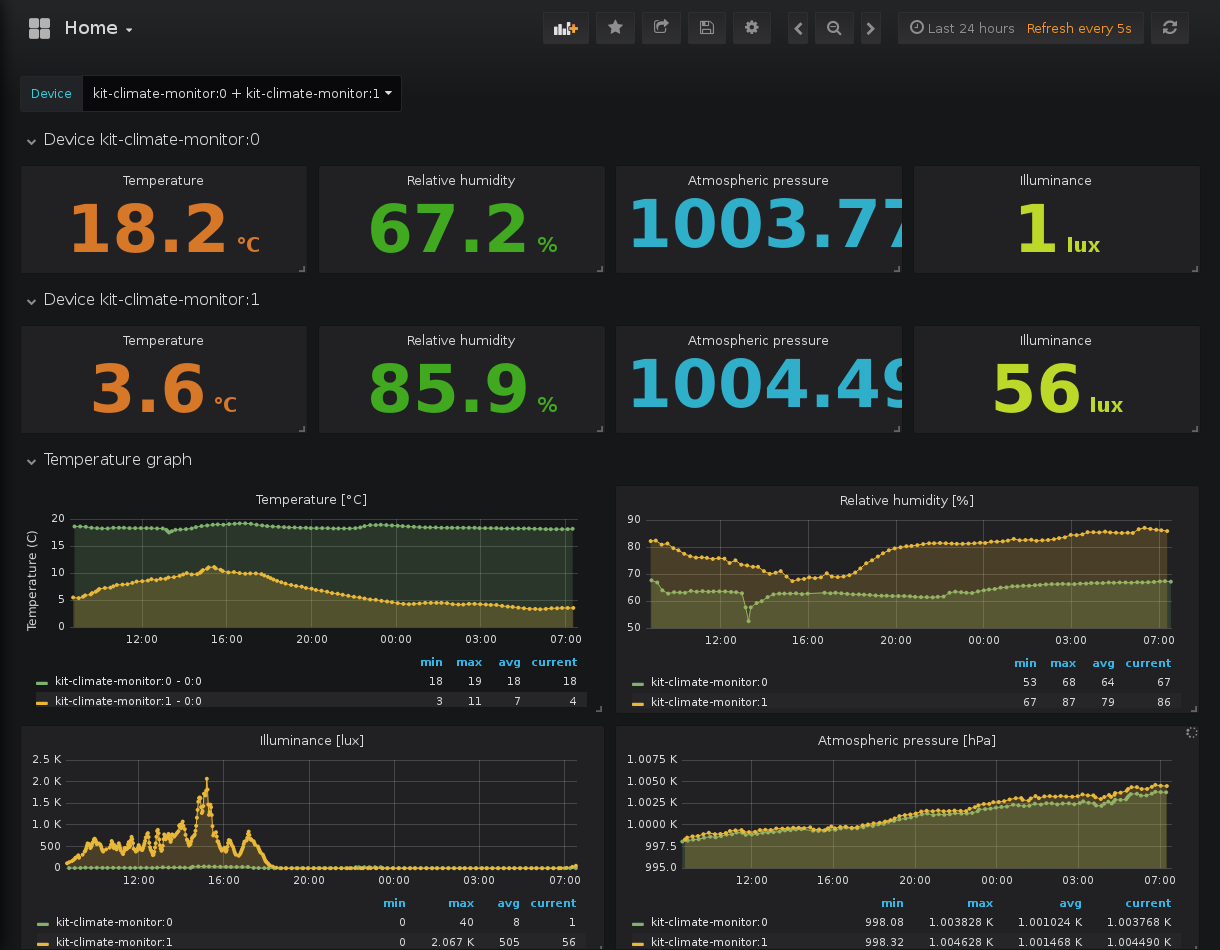 Home
Last 24 hours Refresh every 5s
Device kit-climate-monitor:0 + kit-climate-monitor:1
Device kit-climate-monitor:0
Temperature Relative humidity Atmospheric pressure Illuminance
18.2 °C 67.2 % 1003.77 1 lux
Device kit-climate-monitor:1
Temperature Relative humidity Atmospheric pressure Illuminance
3.6 °C 85.9 % 1004.49 56 lux
Temperature graph
Temperature [°C]
Temperature (C)
20
15
10
5
0
12:00 16:00 20:00 00:00 03:00 07:00
min max avg current
kit-climate-monitor:0 - 0:0 18 19 18 18
kit-climate-monitor:1 - 0:0 3 11 7 4
Relative humidity [%]
90
80
70
60
50
12:00 16:00 20:00 00:00 03:00 07:00
min max avg current
kit-climate-monitor:0 53 68 64 67
kit-climate-monitor:1 67 87 79 86
Illuminance [lux]
2.5 K
2.0 K
1.5 K
1.0 K
500
0
12:00 16:00 20:00 00:00 03:00 07:00
min max avg current
kit-climate-monitor:0 0 40 8 1
kit-climate-monitor:1 0 2.067 K 505 56
Atmospheric pressure [hPa]
1.0075 K
1.0050 K
1.0025 K
1.0000 K
997.5
995.0
12:00 16:00 20:00 00:00 03:00 07:00
min max avg current
kit-climate-monitor:0 998.08 1.003828 K 1.001024 K 1.003768 K
kit-climate-monitor:1 998.32 1.004628 K 1.001468 K 1.004490 K